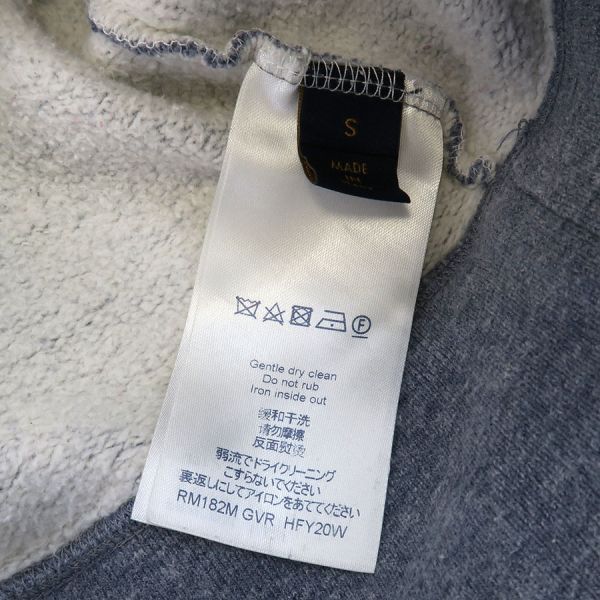 S
MADE
IN
F
Gentle dry clean
Do not rub
Iron inside out
缓和干洗
请勿摩擦
反面熨烫
弱流でドライクリーニング
こすらないでください
裏返しにしてアイロンをあててください
RM182M GVR HFY20W